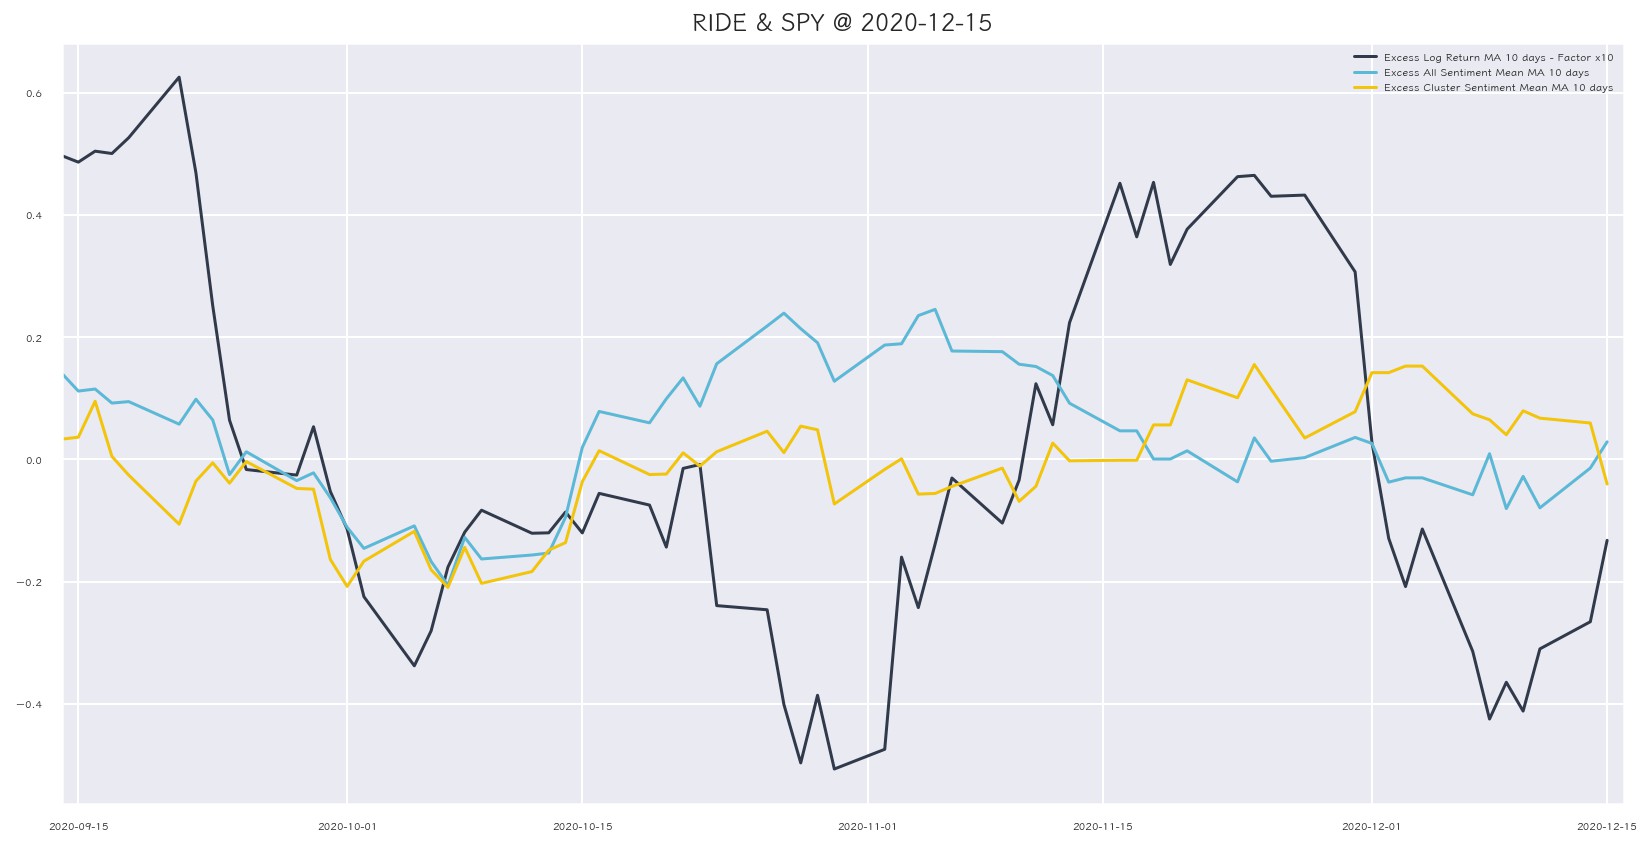 RIDE & SPY @ 2020-12-15
Excess Log Return MA 10 days - Factor x10
Excess All Sentiment Mean MA 10 days
Excess Cluster Sentiment Mean MA 10 days
0.6
0.4
0.2
0.0
−0.2
−0.4
2020-09-15 2020-10-01 2020-10-15 2020-11-01 2020-11-15 2020-12-01 2020-12-15